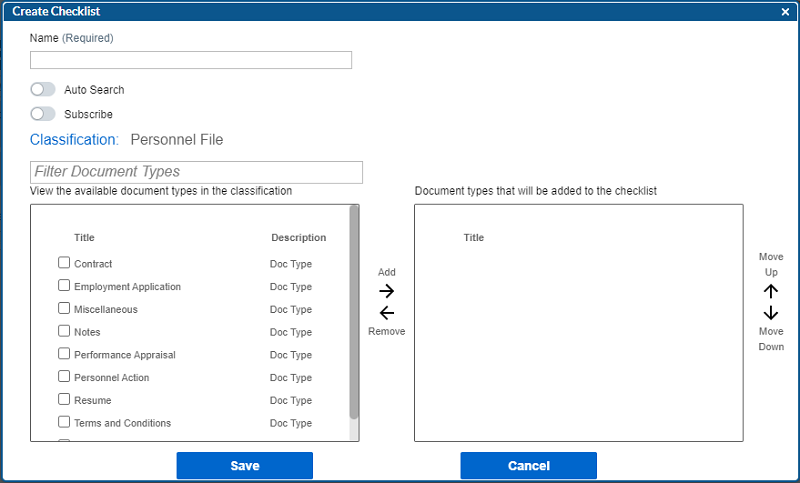 Create Checklist
Name (Required)
Auto Search
Subscribe
Classification: Personnel File
Filter Document Types
View the available document types in the classification
Title Description
Contract Doc Type
Employment Application Doc Type
Miscellaneous Doc Type
Notes Doc Type
Performance Appraisal Doc Type
Personnel Action Doc Type
Resume Doc Type
Terms and Conditions Doc Type
Add
Remove
Document types that will be added to the checklist
Title
Move
Up
Move
Down
Save
Cancel